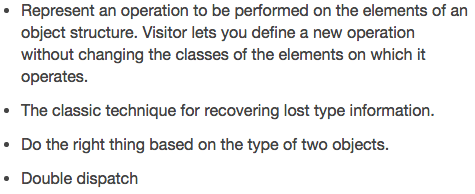 • Represent an operation to be performed on the elements of an
object structure. Visitor lets you define a new operation
without changing the classes of the elements on which it
operates.
• The classic technique for recovering lost type information.
• Do the right thing based on the type of two objects.
• Double dispatch